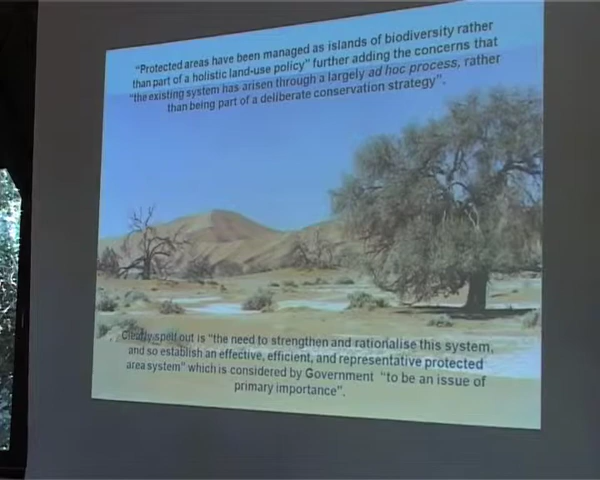 "Protected areas have been managed as islands of biodiversity rather
than part of a holistic land-use policy" further adding the concerns that
"the existing system has arisen through a largely ad hoc process, rather
than being part of a deliberate conservation strategy".
Clearly spelt out is "the need to strengthen and rationalise this system,
and so establish an effective, efficient, and representative protected
area system" which is considered by Government "to be an issue of
primary importance".